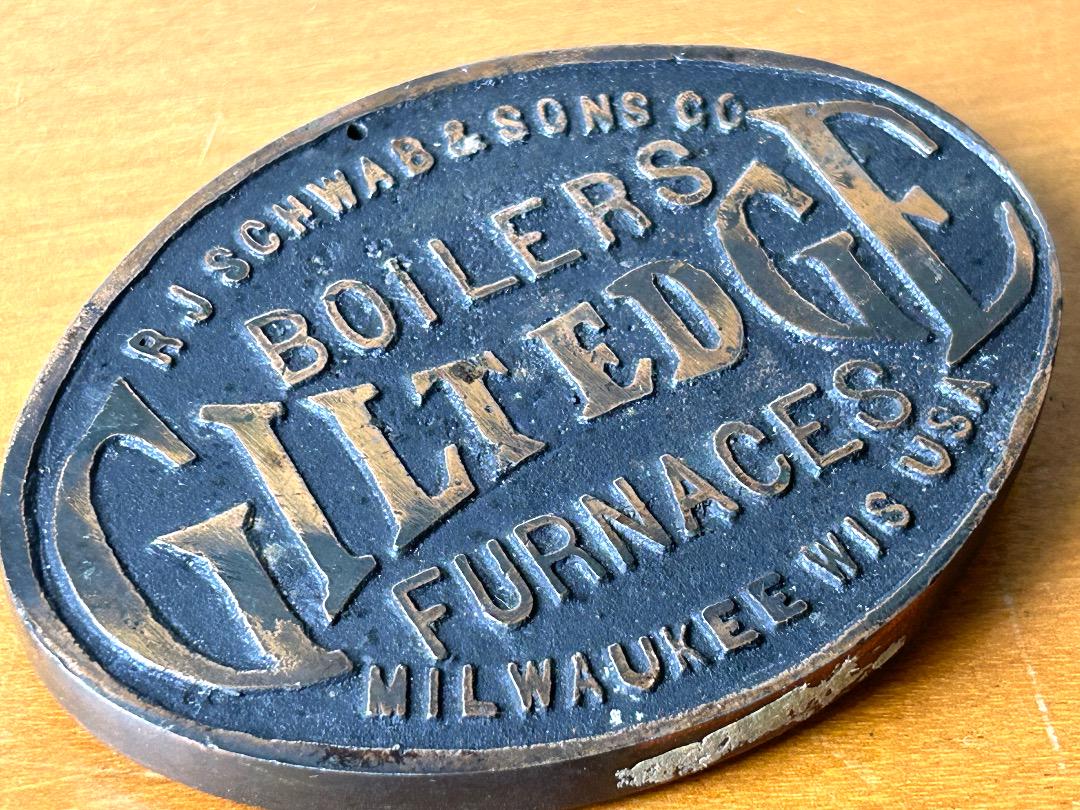 R J SCHWAB & SONS CO
BOILERS
GILT EDGE
FURNACES
MILWAUKEE WIS USA